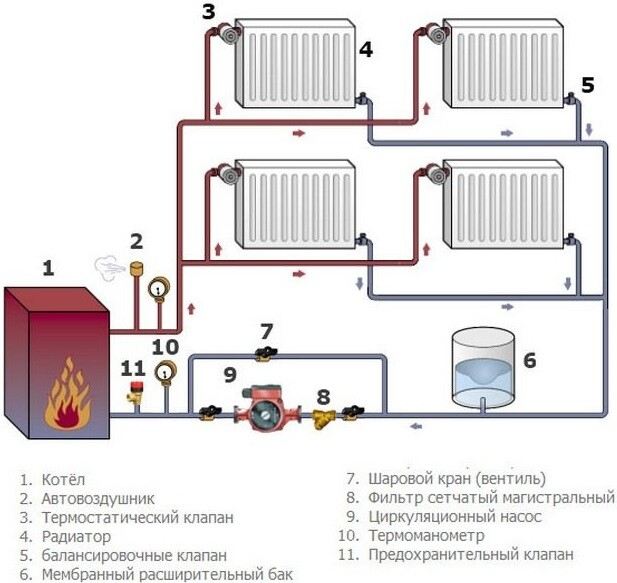 3
4
5
2
1
10
11
7
9
8
6
1. Котёл
2. Автовоздушник
3. Термостатический клапан
4. Радиатор
5. балансировочные клапан
6. Мембранный расширительный бак
7. Шаровой кран (вентиль)
8. Фильтр сетчатый магистральный
9. Циркуляционный насос
10. Термоманометр
11. Предохранительный клапан